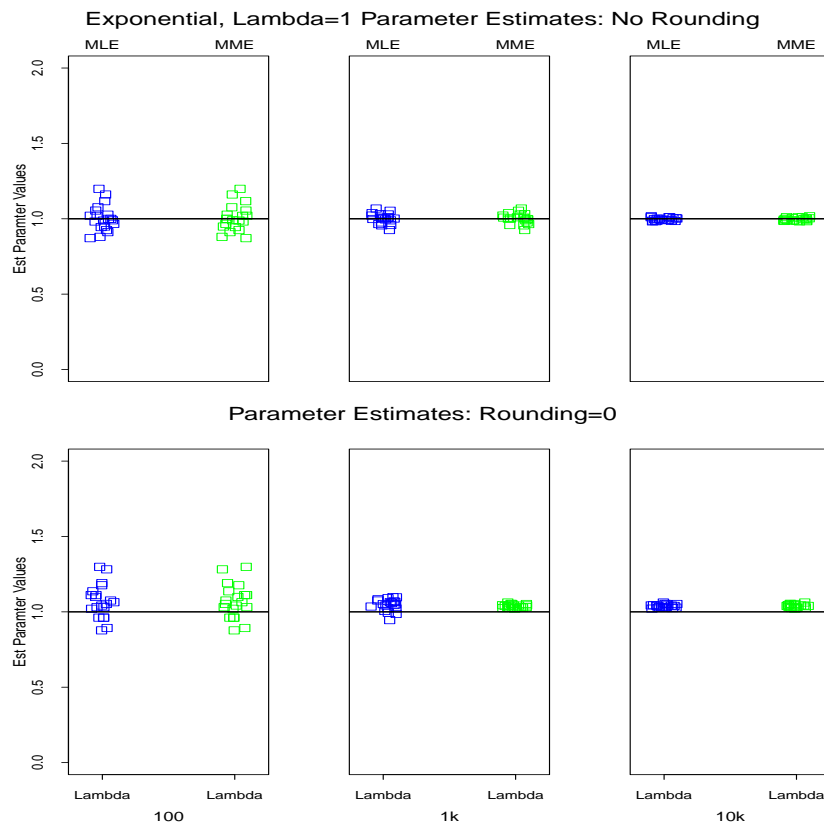 Exponential, Lambda=1 Parameter Estimates: No Rounding
MLE MME MLE MME MLE MME
Est Paramter Values
2.0
1.5
1.0
0.5
0.0
Parameter Estimates: Rounding=0
Est Paramter Values
2.0
1.5
1.0
0.5
0.0
Lambda Lambda Lambda Lambda Lambda Lambda
100 1k 10k